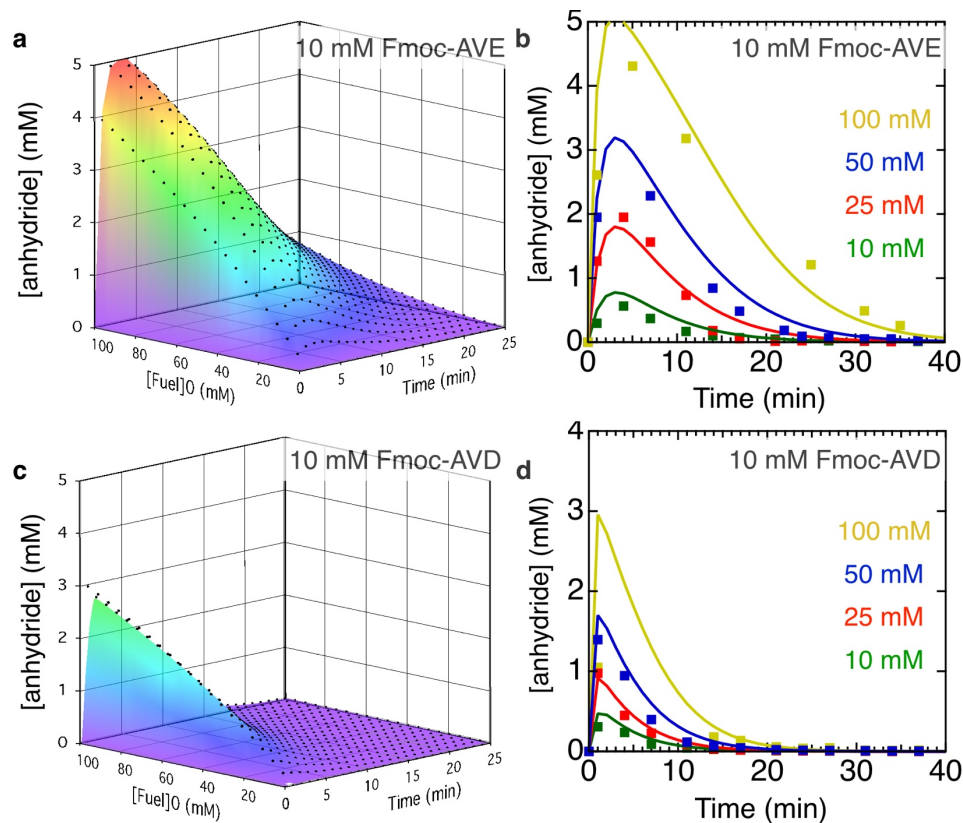 a
10 mM Fmoc-AVE
[anhydride] (mM)
5
4
3
2
1
0
100
80
60
40
20
0
[Fuel]0 (mM)
5
10
15
20
25
Time (min)
b
10 mM Fmoc-AVE
[anhydride] (mM)
5
4
3
2
1
0
100 mM
50 mM
25 mM
10 mM
0 10 20 30 40
Time (min)
c
10 mM Fmoc-AVD
[anhydride] (mM)
5
4
3
2
1
0
100
80
60
40
20
0
[Fuel]0 (mM)
5
10
15
20
25
Time (min)
d
10 mM Fmoc-AVD
[anhydride] (mM)
4
3
2
1
0
100 mM
50 mM
25 mM
10 mM
0 10 20 30 40
Time (min)